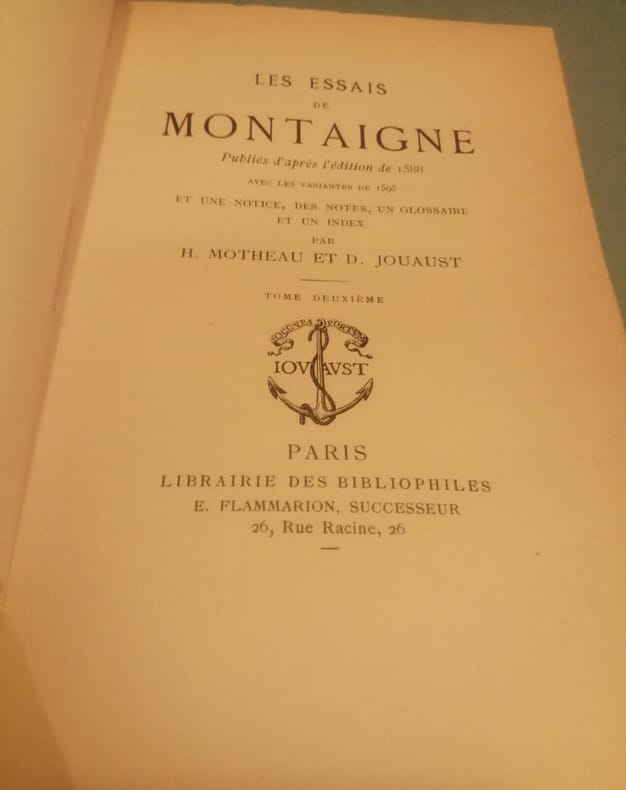 LES ESSAIS
DE
MONTAIGNE
Publiés d'après l'édition de 1588
AVEC LES VARIANTES DE 1595
ET UNE NOTICE, DES NOTES, UN GLOSSAIRE
ET UN INDEX
PAR
H. MOTHEAU ET D. JOUAUST
TOME DEUXIÈME
OCCUPA PORTUM
IOVAVST
PARIS
LIBRAIRIE DES BIBLIOPHILES
E. FLAMMARION, SUCCESSEUR
26, Rue Racine, 26